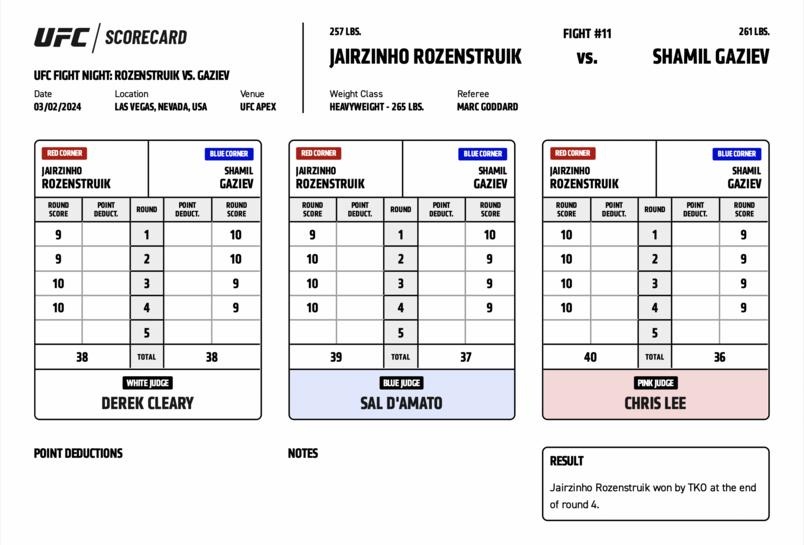 UFC SCORECARD
UFC FIGHT NIGHT: ROZENSTRUIK VS. GAZIEV
Date Location Venue
03/02/2024 LAS VEGAS, NEVADA, USA UFC APEX
257 LBS. FIGHT #11 261 LBS.
JAIRZINHO ROZENSTRUIK vs. SHAMIL GAZIEV
Weight Class Referee
HEAVYWEIGHT - 265 LBS. MARC GODDARD
RED CORNER BLUE CORNER
JAIRZINHO SHAMIL
ROZENSTRUIK GAZIEV
ROUND SCORE POINT DEDUCT. ROUND POINT DEDUCT. ROUND SCORE
9 1 10
9 2 10
10 3 9
10 4 9
5
38 TOTAL 38
WHITE JUDGE
DEREK CLEARY
RED CORNER BLUE CORNER
JAIRZINHO SHAMIL
ROZENSTRUIK GAZIEV
ROUND SCORE POINT DEDUCT. ROUND POINT DEDUCT. ROUND SCORE
9 1 10
10 2 9
10 3 9
10 4 9
5
39 TOTAL 37
BLUE JUDGE
SAL D'AMATO
RED CORNER BLUE CORNER
JAIRZINHO SHAMIL
ROZENSTRUIK GAZIEV
ROUND SCORE POINT DEDUCT. ROUND POINT DEDUCT. ROUND SCORE
10 1 9
10 2 9
10 3 9
10 4 9
5
40 TOTAL 36
PINK JUDGE
CHRIS LEE
POINT DEDUCTIONS
NOTES
RESULT
Jairzinho Rozenstruik won by TKO at the end
of round 4.